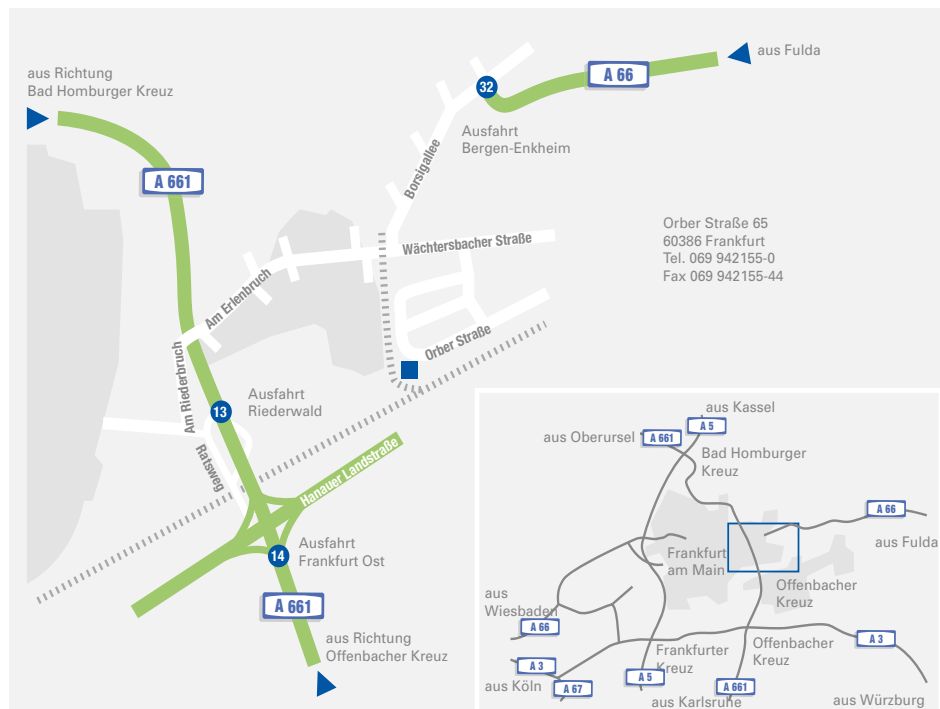 aus Richtung
Bad Homburger Kreuz
A 661
32
A 66
aus Fulda
Ausfahrt
Bergen-Enkheim
Borsigallee
Wächtersbacher Straße
Orber Straße 65
60386 Frankfurt
Tel. 069 942155-0
Fax 069 942155-44
Am Erlenbruch
Orber Straße
Am Riederbruch
13
Ausfahrt
Riederwald
Ratsweg
Hanauer Landstraße
14
Ausfahrt
Frankfurt Ost
A 661
aus Richtung
Offenbacher Kreuz
aus Kassel
A 5
aus Oberursel
A 661
Bad Homburger
Kreuz
A 66
aus Fulda
Frankfurt
am Main
Offenbacher
Kreuz
aus
Wiesbaden
A 66
Frankfurter
Kreuz
Offenbacher
Kreuz
A 3
A 3
aus Köln
A 67
A 5
A 661
aus Karlsruhe
aus Würzburg